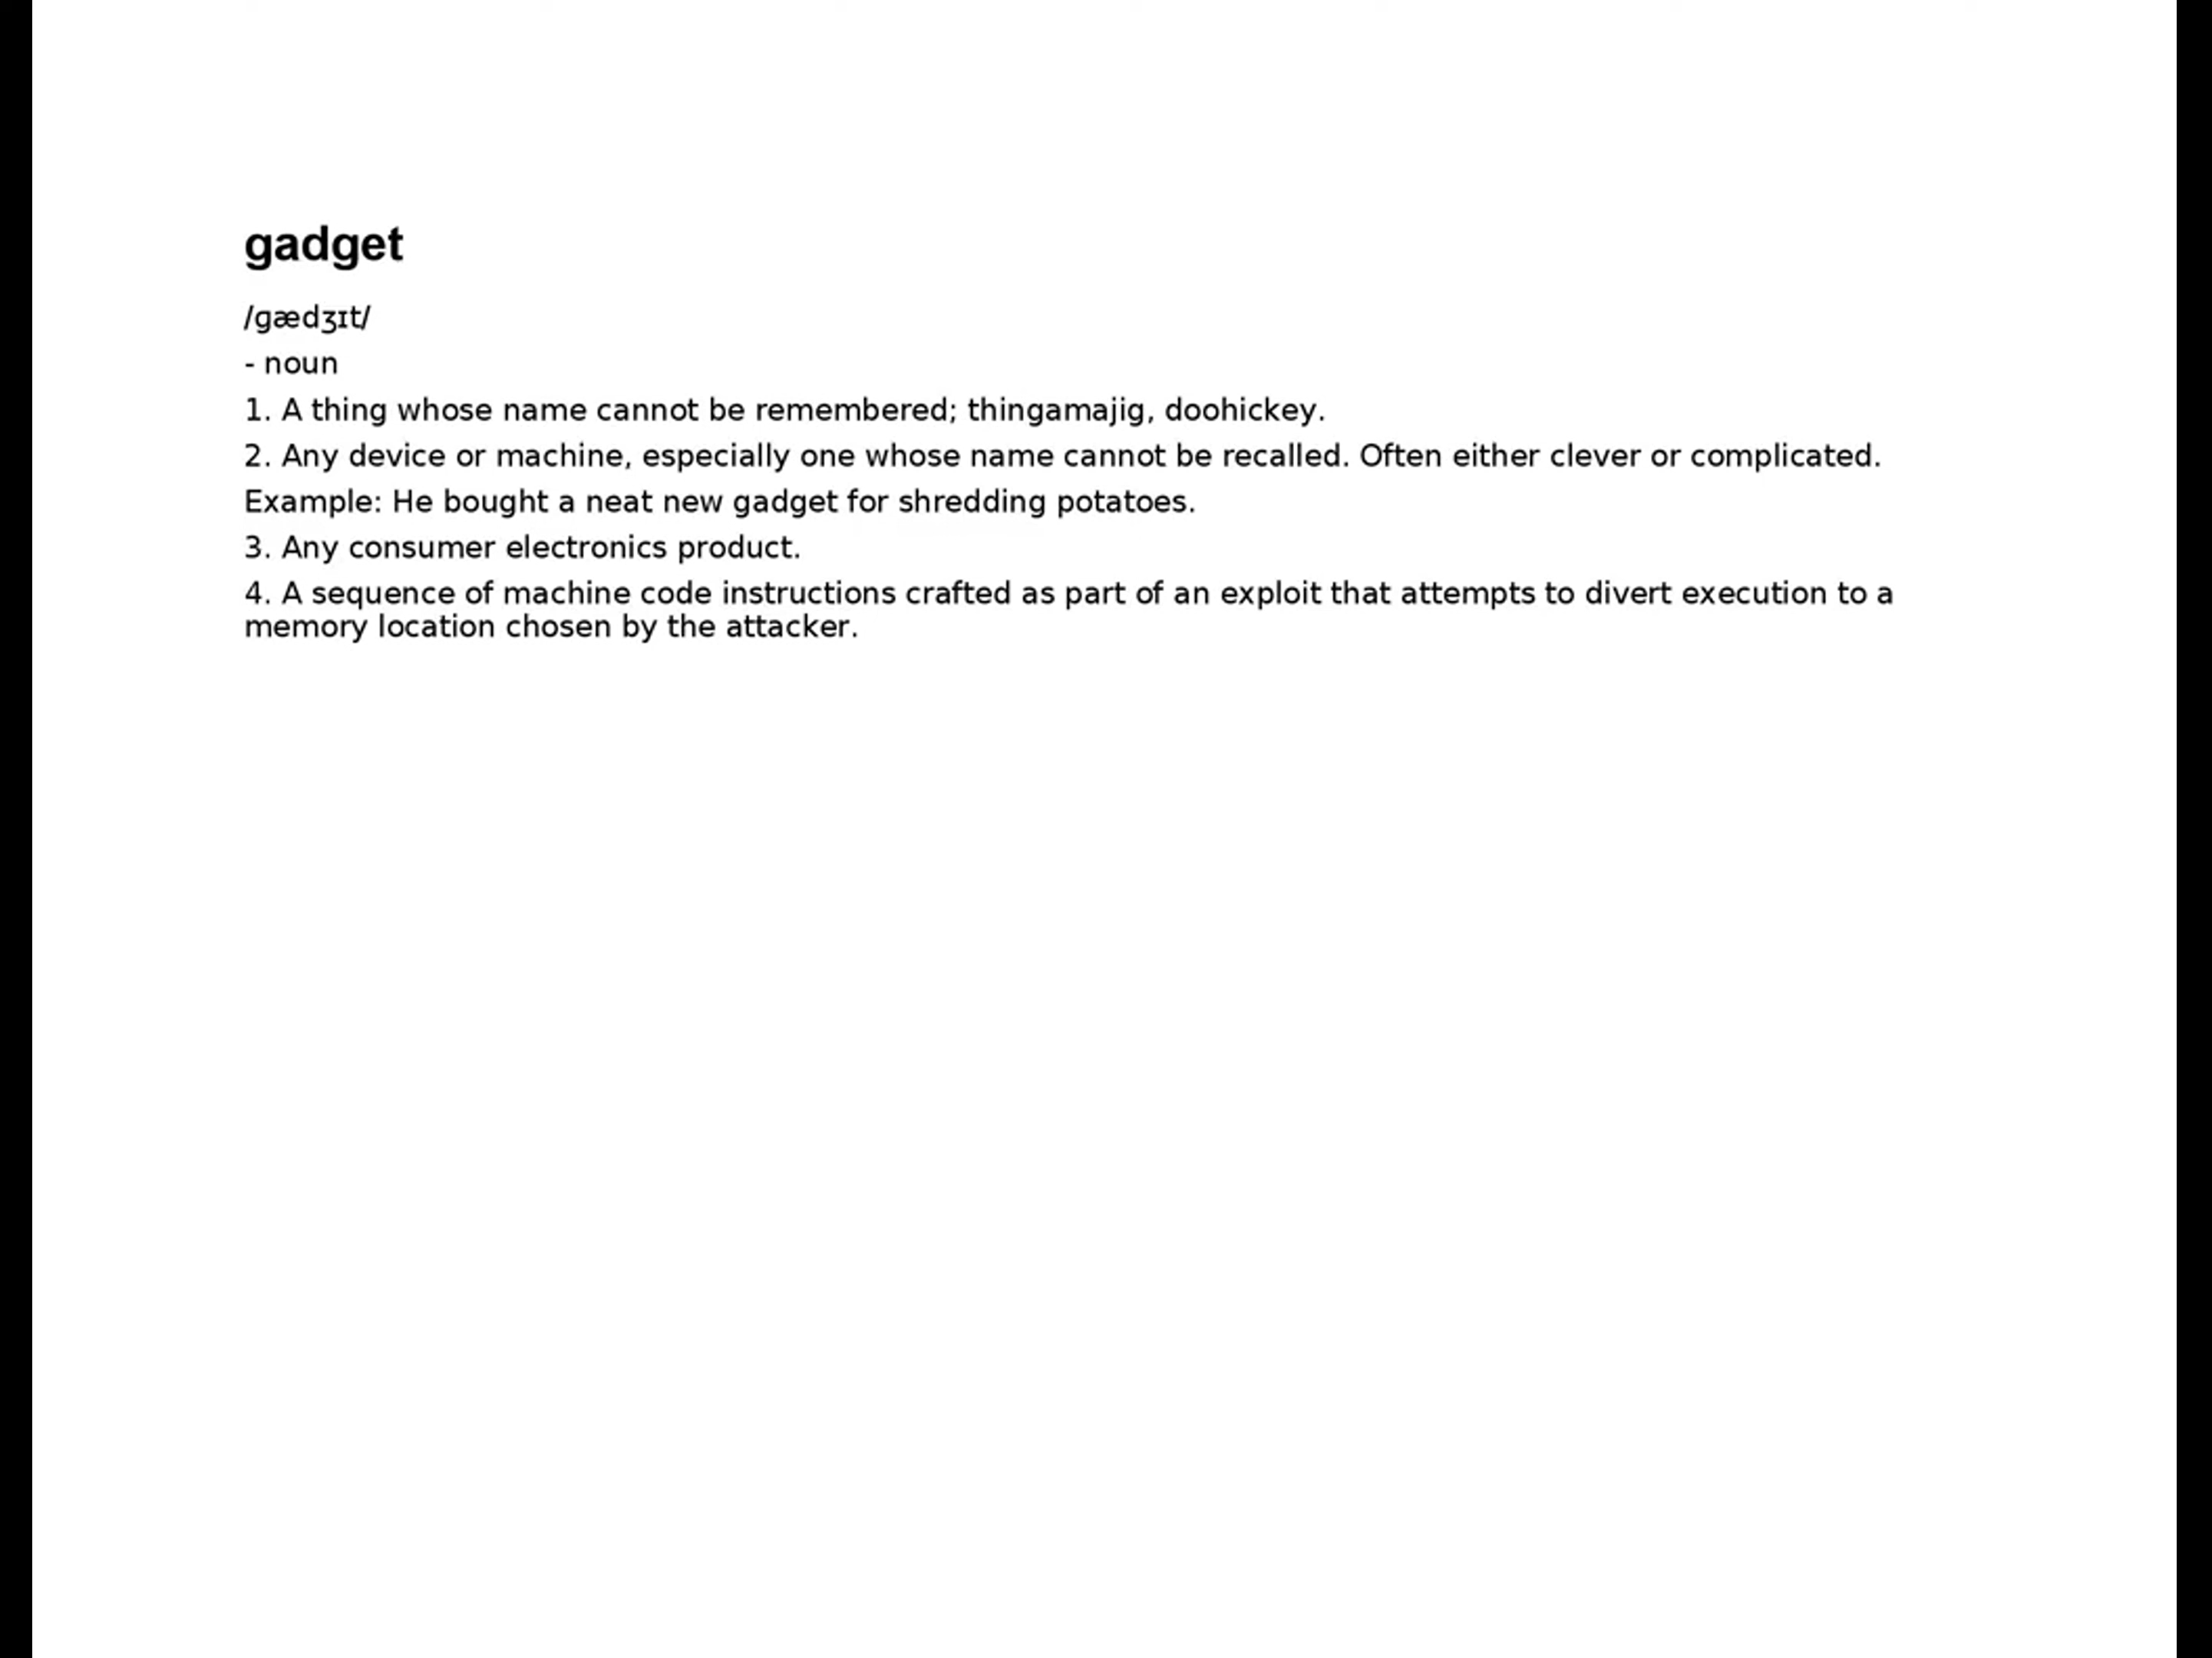 gadget
/gædʒɪt/
- noun
1. A thing whose name cannot be remembered; thingamajig, doohickey.
2. Any device or machine, especially one whose name cannot be recalled. Often either clever or complicated.
Example: He bought a neat new gadget for shredding potatoes.
3. Any consumer electronics product.
4. A sequence of machine code instructions crafted as part of an exploit that attempts to divert execution to a
memory location chosen by the attacker.